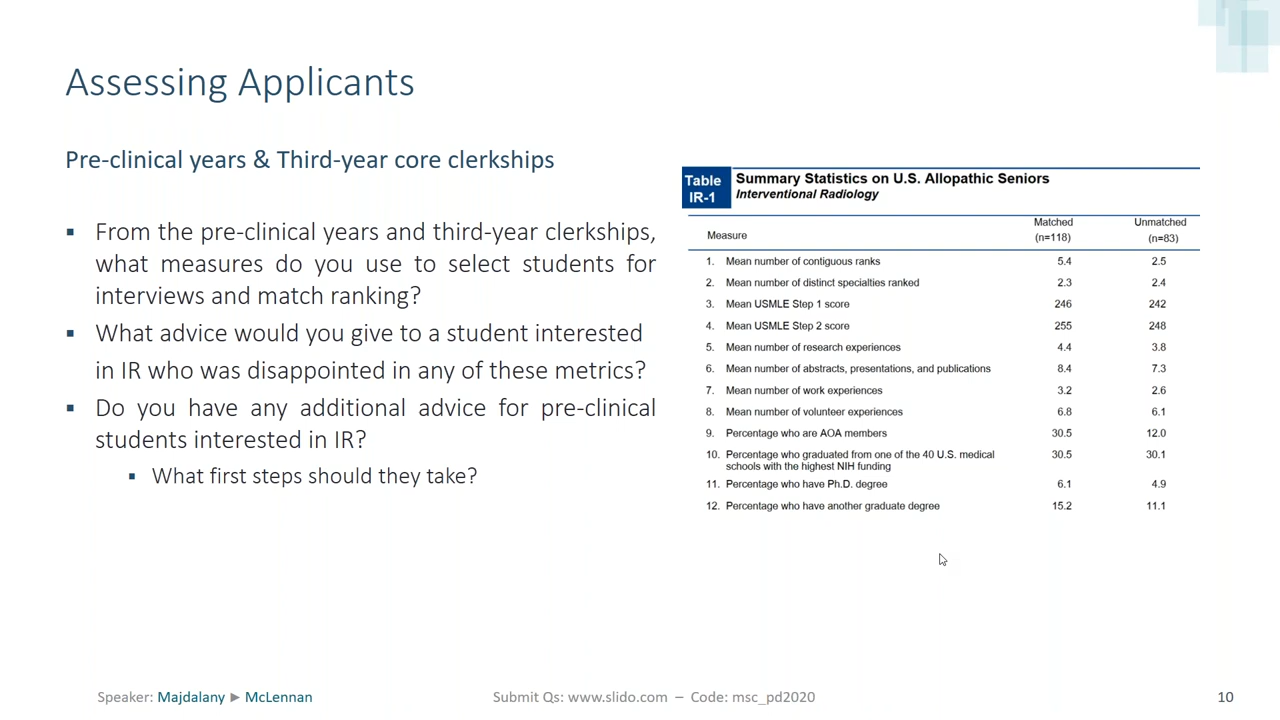 Assessing Applicants
Pre-clinical years & Third-year core clerkships
▪ From the pre-clinical years and third-year clerkships,
what measures do you use to select students for
interviews and match ranking?
▪ What advice would you give to a student interested
in IR who was disappointed in any of these metrics?
▪ Do you have any additional advice for pre-clinical
students interested in IR?
▪ What first steps should they take?
Table
IR-1
Summary Statistics on U.S. Allopathic Seniors
Interventional Radiology
Measure
Matched
(n=118)
Unmatched
(n=83)
1. Mean number of contiguous ranks 5.4 2.5
2. Mean number of distinct specialties ranked 2.3 2.4
3. Mean USMLE Step 1 score 246 242
4. Mean USMLE Step 2 score 255 248
5. Mean number of research experiences 4.4 3.8
6. Mean number of abstracts, presentations, and publications 8.4 7.3
7. Mean number of work experiences 3.2 2.6
8. Mean number of volunteer experiences 6.8 6.1
9. Percentage who are AOA members 30.5 12.0
10. Percentage who graduated from one of the 40 U.S. medical 30.5 30.1
schools with the highest NIH funding
11. Percentage who have Ph.D. degree 6.1 4.9
12. Percentage who have another graduate degree 15.2 11.1
Speaker: Majdalany ► McLennan
Submit Qs: www.slido.com – Code: msc_pd2020
10